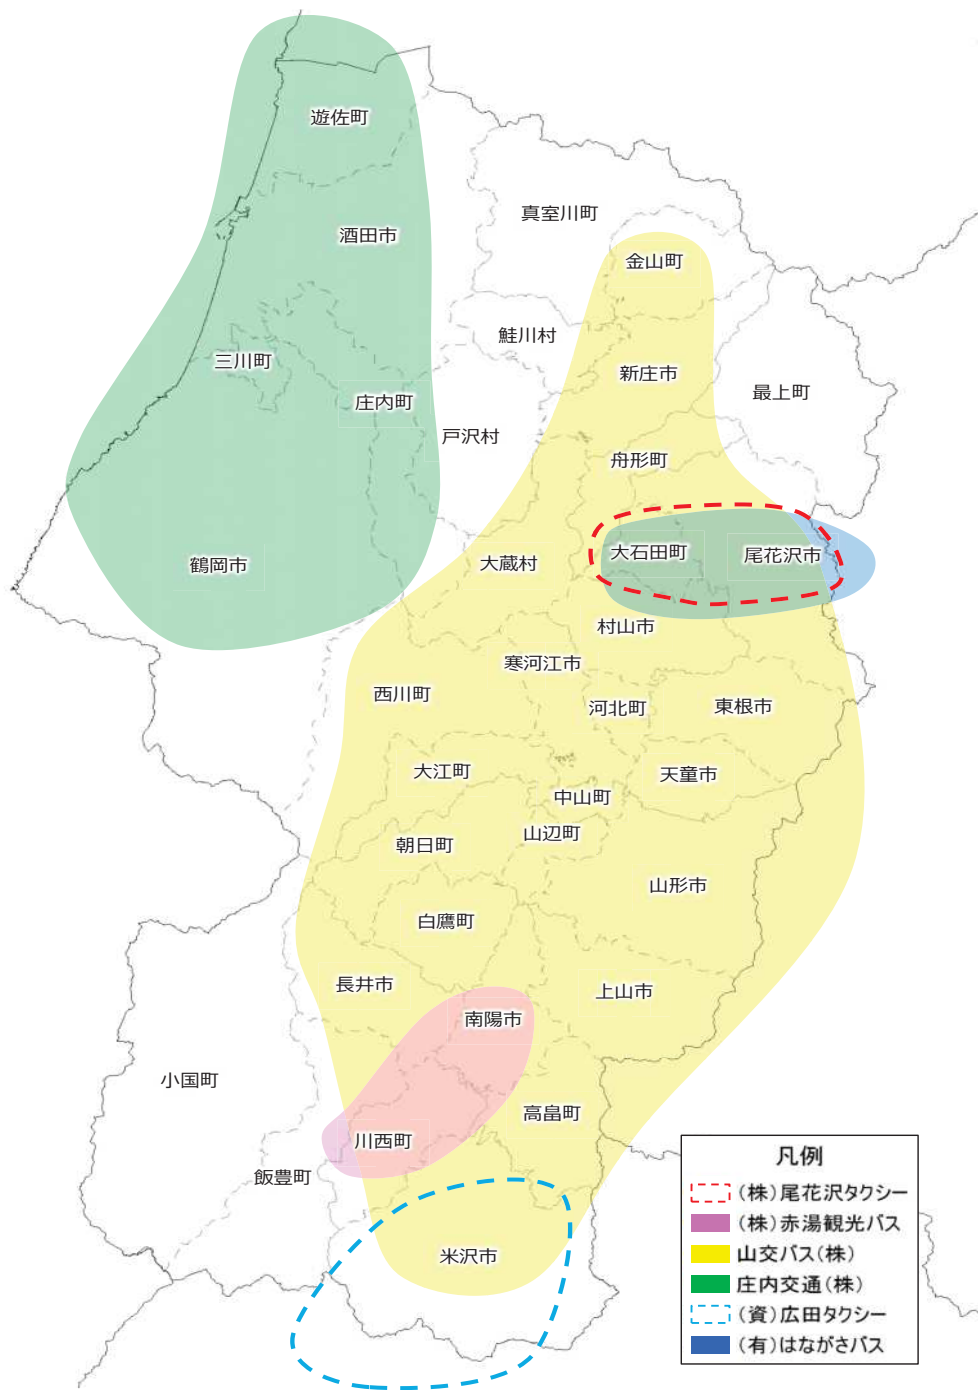 遊佐町
真室川町
酒田市
金山町
鮭川村
三川町
新庄市
最上町
庄内町
戸沢村
舟形町
大石田町
尾花沢市
鶴岡市
大蔵村
村山市
寒河江市
西川町
河北町
東根市
大江町
天童市
中山町
山辺町
朝日町
山形市
白鷹町
長井市
上山市
南陽市
小国町
高畠町
川西町
飯豊町
米沢市
凡例
(株)尾花沢タクシー
(株)赤湯観光バス
山交バス(株)
庄内交通(株)
(資)広田タクシー
(有)はながさバス